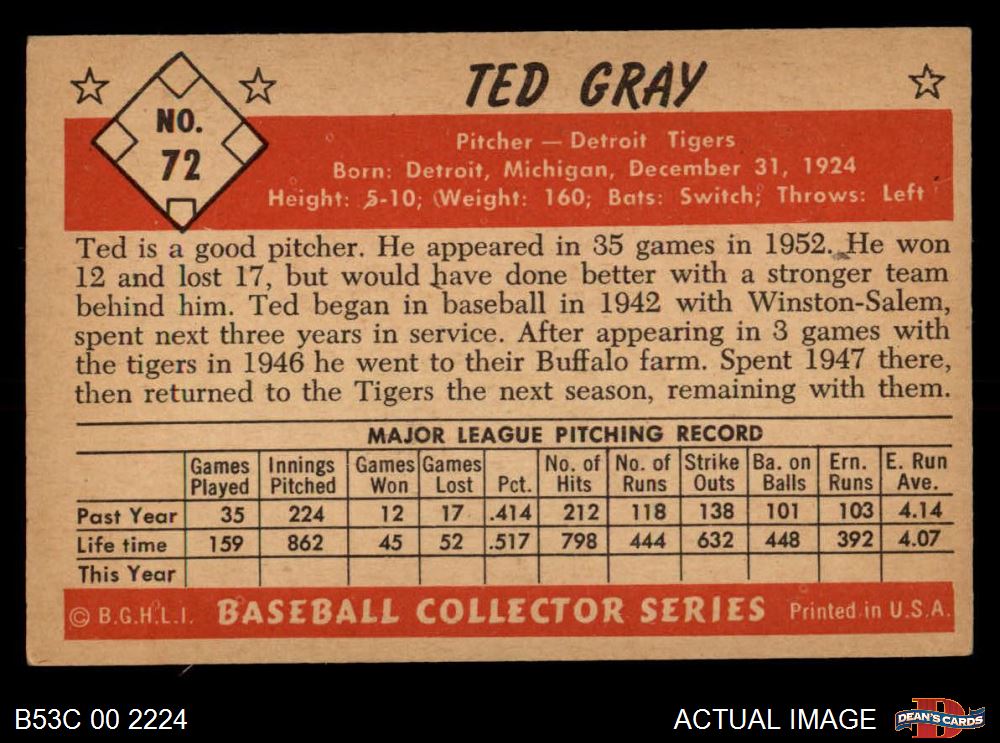 TED GRAY
NO.
72
Pitcher — Detroit Tigers
Born: Detroit, Michigan, December 31, 1924
Height: 5-10; Weight: 160; Bats: Switch; Throws: Left
Ted is a good pitcher. He appeared in 35 games in 1952. He won
12 and lost 17, but would have done better with a stronger team
behind him. Ted began in baseball in 1942 with Winston-Salem,
spent next three years in service. After appearing in 3 games with
the tigers in 1946 he went to their Buffalo farm. Spent 1947 there,
then returned to the Tigers the next season, remaining with them.
MAJOR LEAGUE PITCHING RECORD
Games Innings Games Games No. of No. of Strike Ba. on Ern. E. Run
Played Pitched Won Lost Pct. Hits Runs Outs Balls Runs Ave.
Past Year 35 224 12 17 .414 212 118 138 101 103 4.14
Life time 159 862 45 52 .517 798 444 632 448 392 4.07
This Year
© B.G.H.L.I. BASEBALL COLLECTOR SERIES Printed in U.S.A.
B53C 00 2224 ACTUAL IMAGE DEAN'S CARDS